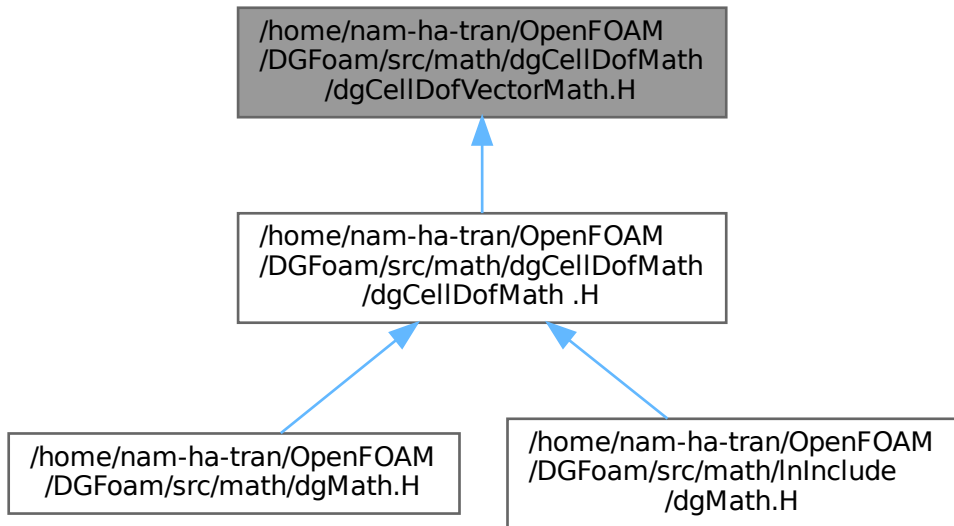 /home/nam-ha-tran/OpenFOAM
/DGFoam/src/math/dgCellDofMath
/dgCellDofVectorMath.H
/home/nam-ha-tran/OpenFOAM
/DGFoam/src/math/dgCellDofMath
/dgCellDofMath .H
/home/nam-ha-tran/OpenFOAM
/DGFoam/src/math/dgMath.H
/home/nam-ha-tran/OpenFOAM
/DGFoam/src/math/lnInclude
/dgMath.H